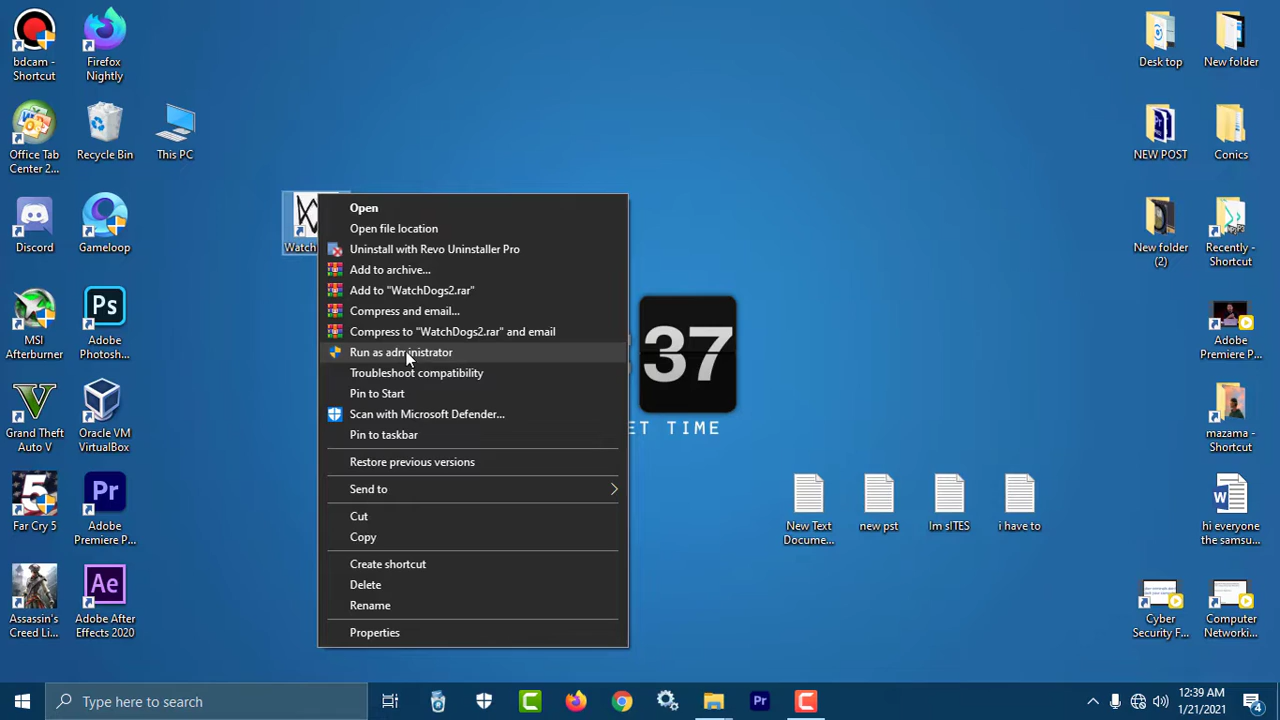 bdcam -
Shortcut
Firefox
Nightly
Office Tab
Center 2...
Recycle Bin
This PC
Discord
Gameloop
MSI
Afterburner
Adobe
Photosh...
Grand Theft
Auto V
Oracle VM
VirtualBox
Far Cry 5
Adobe
Premiere P...
Assassin's
Creed Li...
Adobe After
Effects 2020
Open
Open file location
Uninstall with Revo Uninstaller Pro
Add to archive...
Add to "WatchDogs2.rar"
Compress and email...
Compress to "WatchDogs2.rar" and email
Run as administrator
Troubleshoot compatibility
Pin to Start
Scan with Microsoft Defender...
Pin to taskbar
Restore previous versions
Send to
Cut
Copy
Create shortcut
Delete
Rename
Properties
37
ET TIME
Desk top
New folder
NEW POST
Conics
New folder
(2)
Recently -
Shortcut
Adobe
Premiere P...
mazama -
Shortcut
New Text
Docume...
new pst
Im sITES
i have to
hi everyone
the samsu...
Cyber
Security F...
Computer
Networki...
Type here to search
12:39 AM
1/21/2021
4